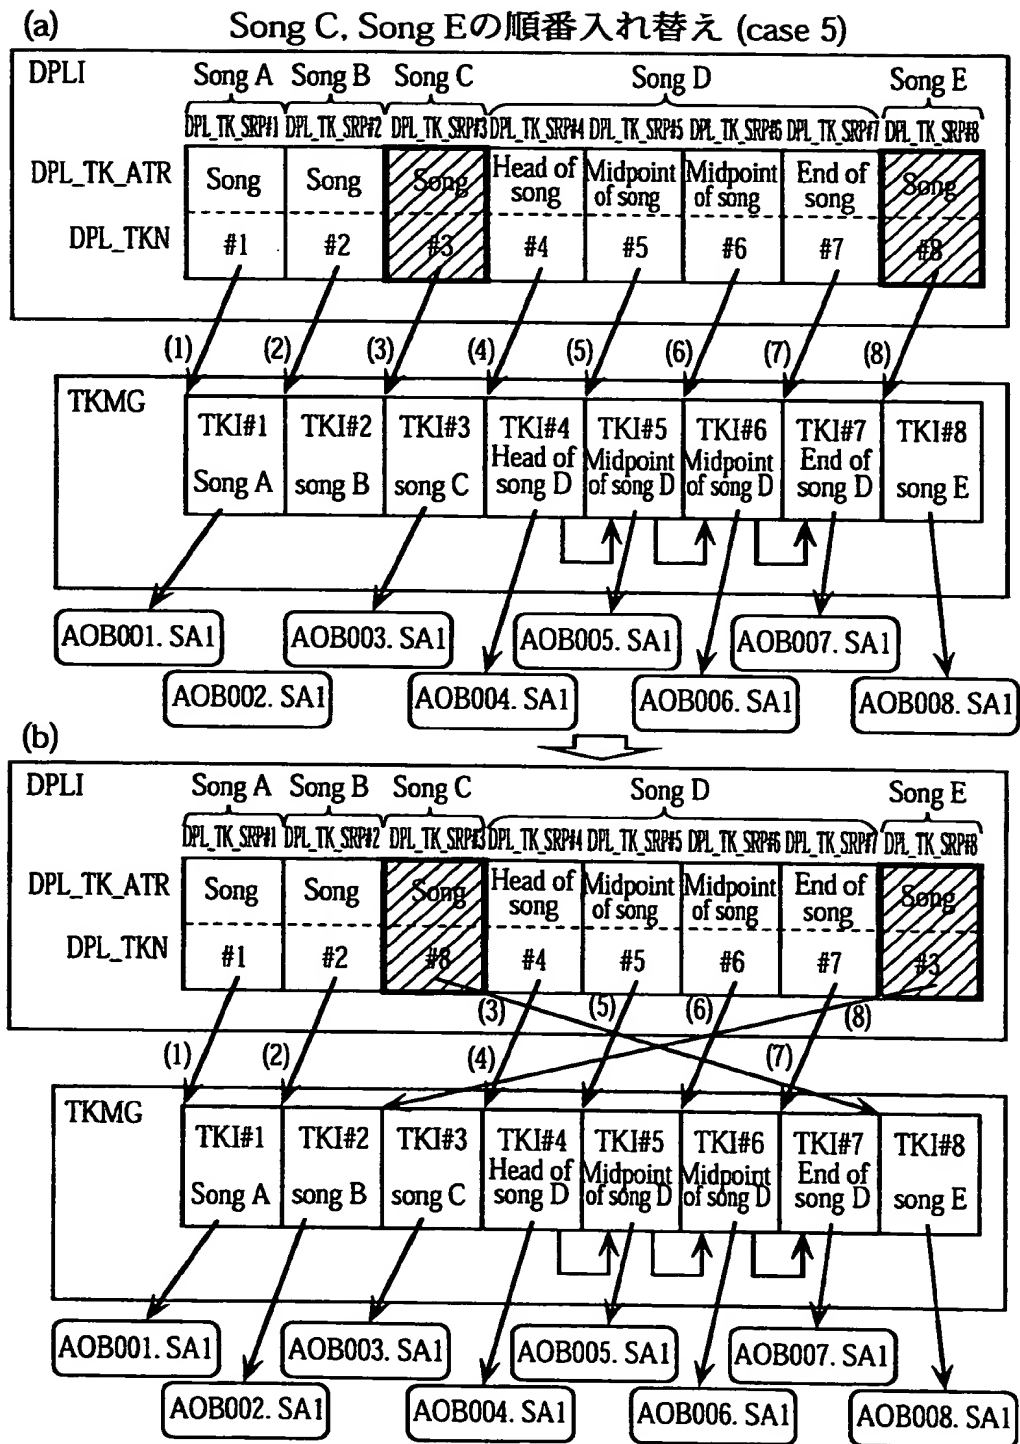 (a) Song C, Song Eの順番入れ替え (case 5)
DPLI
Song A Song B Song C Song D Song E
DPL_TK_SRP#1 DPL_TK_SRP#2 DPL_TK_SRP#3 DPL_TK_SRP#4 DPL_TK_SRP#5 DPL_TK_SRP#6 DPL_TK_SRP#7 DPL_TK_SRP#8
DPL_TK_ATR Song Song Song Head of song Midpoint of song Midpoint of song End of song Song
DPL_TKN #1 #2 #3 #4 #5 #6 #7 #8
(1) (2) (3) (4) (5) (6) (7) (8)
TKMG
TKI#1 TKI#2 TKI#3 TKI#4 TKI#5 TKI#6 TKI#7 TKI#8
Song A song B song C Head of song D Midpoint of song D Midpoint of song D End of song D song E
AOB001. SA1 AOB003. SA1 AOB005. SA1 AOB007. SA1
AOB002. SA1 AOB004. SA1 AOB006. SA1 AOB008. SA1
(b)
DPLI
Song A Song B Song C Song D Song E
DPL_TK_SRP#1 DPL_TK_SRP#2 DPL_TK_SRP#3 DPL_TK_SRP#4 DPL_TK_SRP#5 DPL_TK_SRP#6 DPL_TK_SRP#7 DPL_TK_SRP#8
DPL_TK_ATR Song Song Song Head of song Midpoint of song Midpoint of song End of song Song
DPL_TKN #1 #2 #8 #4 #5 #6 #7 #3
(3) (5) (6) (8)
(1) (2) (4) (7)
TKMG
TKI#1 TKI#2 TKI#3 TKI#4 TKI#5 TKI#6 TKI#7 TKI#8
Song A song B song C Head of song D Midpoint of song D Midpoint of song D End of song D song E
AOB001. SA1 AOB003. SA1 AOB005. SA1 AOB007. SA1
AOB002. SA1 AOB004. SA1 AOB006. SA1 AOB008. SA1